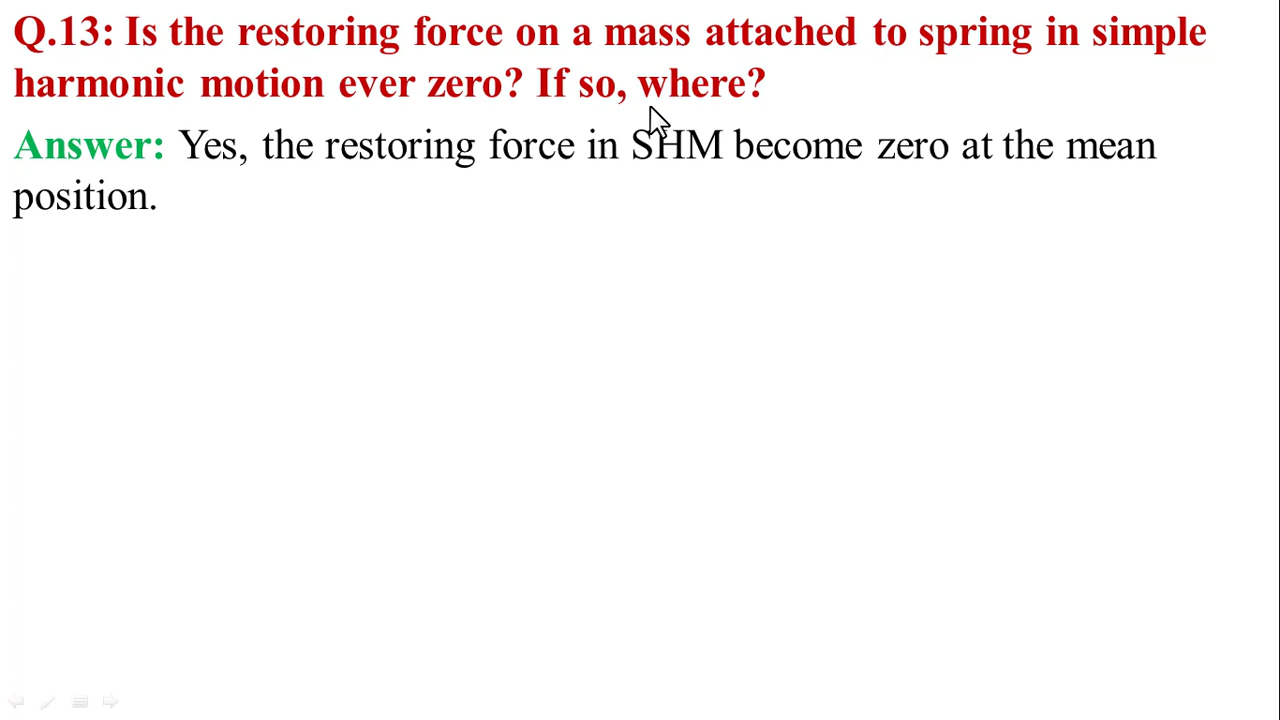 Q.13: Is the restoring force on a mass attached to spring in simple
harmonic motion ever zero? If so, where?
Answer: Yes, the restoring force in SHM become zero at the mean
position.